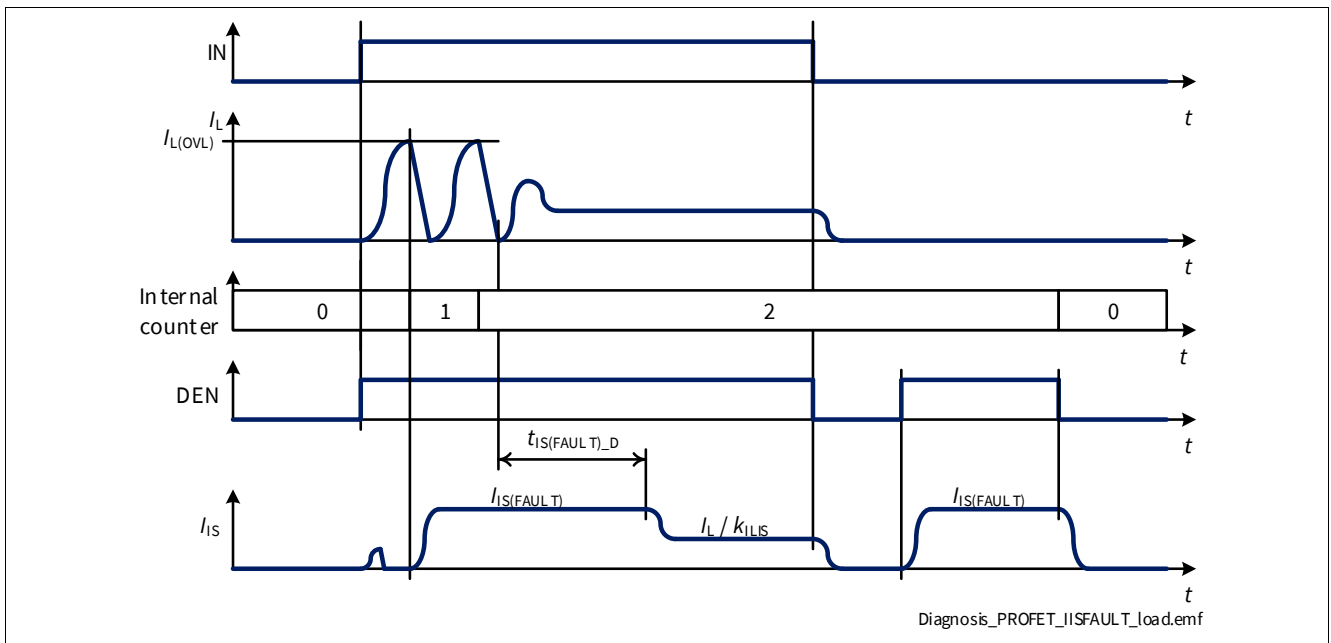 IN
t
I_L
I_L(OVL)
t
Internal
counter
0 1 2 0
t
DEN
t
t_IS(FAULT)_D
I_IS(FAULT) I_IS(FAULT)
I_IS
I_L / k_ILIS
t
Diagnosis_PROFET_IISFAULT_load.emf